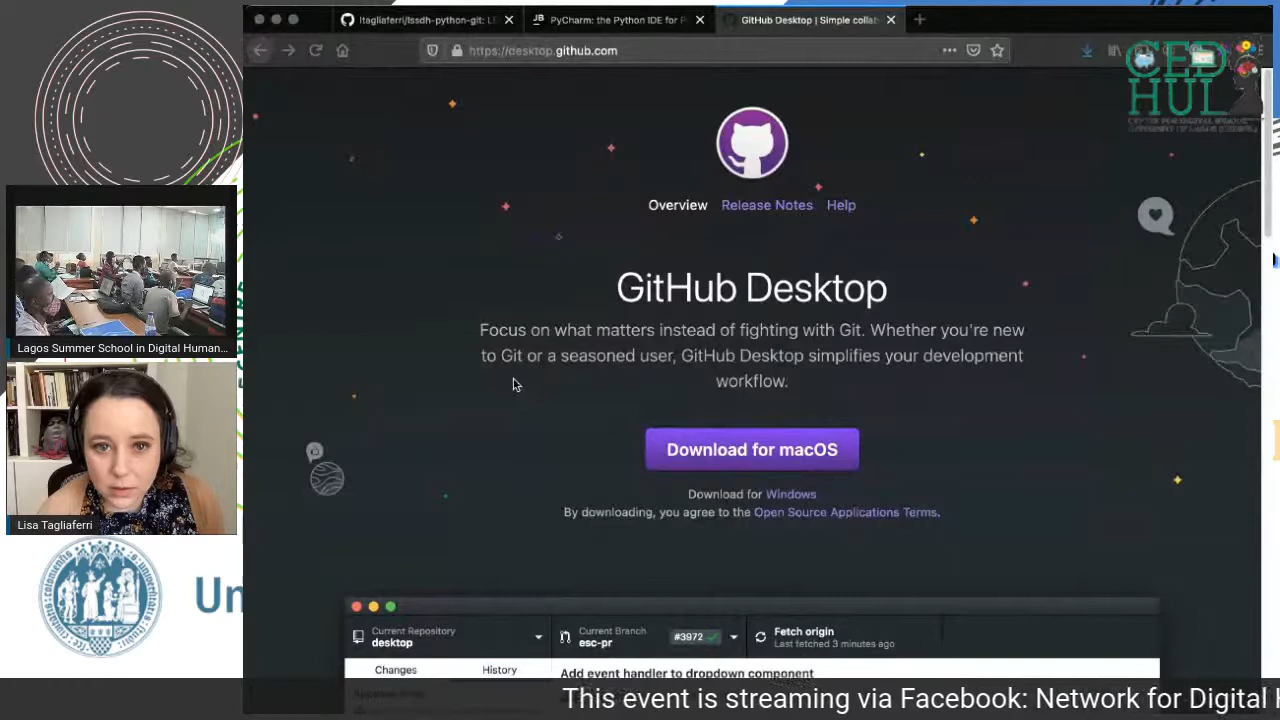 ltagliaferri/lssdh-python-git: LE
PyCharm: the Python IDE for P
GitHub Desktop | Simple collab
https://desktop.github.com
CEDHUL
Overview
Release Notes
Help
GitHub Desktop
Focus on what matters instead of fighting with Git. Whether you're new
to Git or a seasoned user, GitHub Desktop simplifies your development
workflow.
Download for macOS
Download for Windows
By downloading, you agree to the Open Source Applications Terms.
Current Repository
desktop
Current Branch
esc-pr
#3972
Fetch origin
Last fetched 3 minutes ago
Changes
History
Add event handler to dropdown component
Lagos Summer School in Digital Human...
Lisa Tagliaferri
Un
This event is streaming via Facebook: Network for Digital H